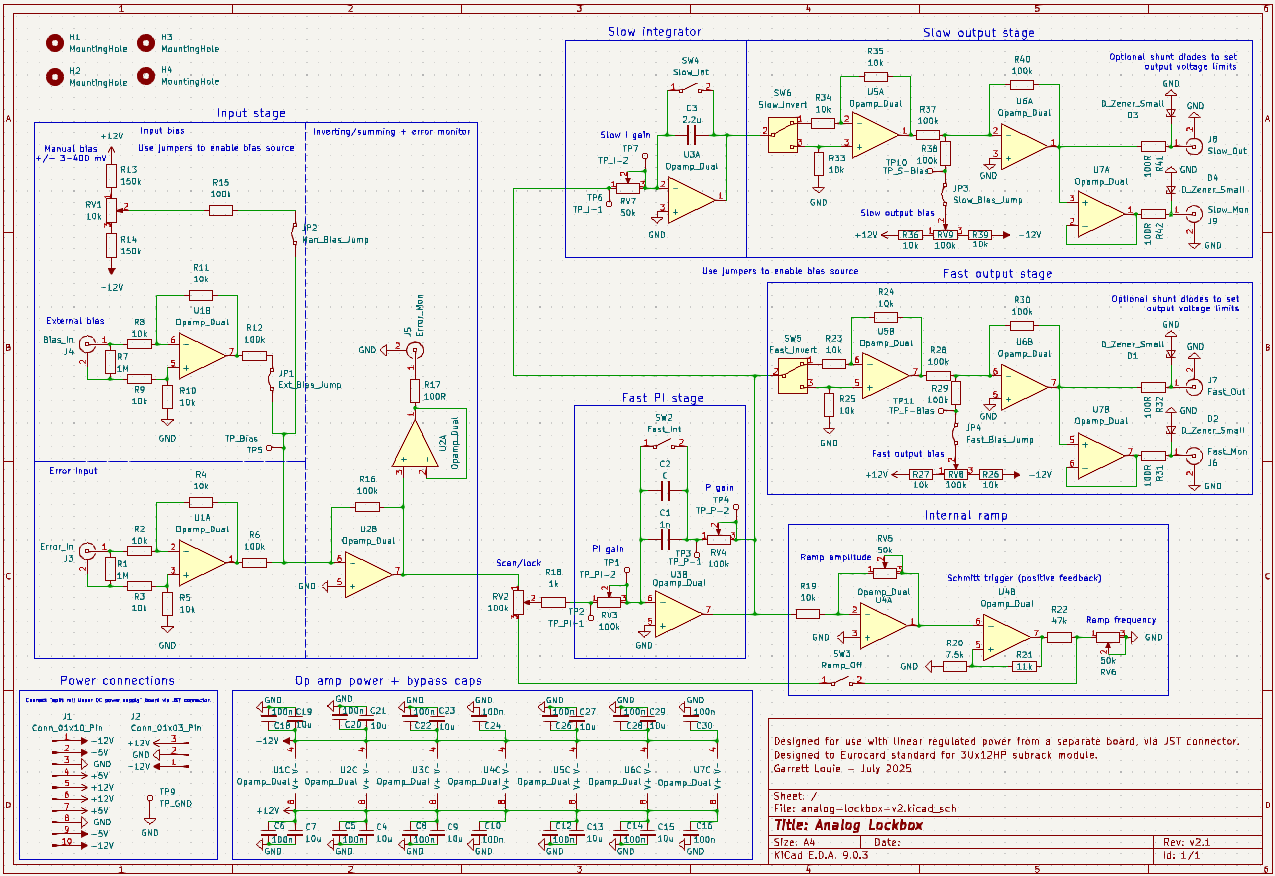 1 2 3 4 5 6
H1
MountingHole
H3
MountingHole
H2
MountingHole
H4
MountingHole
Input stage
Input bias
+12V
Use jumpers to enable bias source
Manual bias
+/- 3-400 mV
R13
150k
RV1
10k
R15
100k
R14
150k
-12V
JP2
Man_Bias_Jump
R11
10k
U1B
Opamp_Dual
External bias
Bias_In
J4
R8
10k
R7
1M
R9
10k
R10
10k
GND
R12
100k
JP1
Ext_Bias_Jump
TP_Bias
TP5
Inverting/summing + error monitor
J5
Error_Mon
GND
R17
100R
U2A
Opamp_Dual
R16
100k
U2B
Opamp_Dual
GND
Error input
R4
10k
U1A
Opamp_Dual
Error_In
J3
R2
10k
R1
1M
R3
10k
R5
10k
GND
R6
100k
Slow integrator
SW4
Slow_Int
C3
2.2u
Slow I gain
TP7
TP_I-2
U3A
Opamp_Dual
TP6
TP_I-1
RV7
50k
GND
Slow output stage
Optional shunt diodes to set
output voltage limits
SW6
Slow_Invert
R34
10k
R35
10k
U5A
Opamp_Dual
R33
10k
GND
R37
100k
R38
100k
TP10
TP_S-Bias
R40
100k
U6A
Opamp_Dual
GND
JP3
Slow_Bias_Jump
Slow output bias
+12V
R36
10k
RV9
100k
R39
10k
-12V
U7A
Opamp_Dual
D_Zener_Small
D3
GND
GND
J8
Slow_Out
100R
R41
D4
D_Zener_Small
GND
Slow_Mon
J9
100R
R42
GND
Use jumpers to enable bias source
Fast output stage
Optional shunt diodes to set
output voltage limits
SW5
Fast_Invert
R23
10k
R24
10k
U5B
Opamp_Dual
R25
10k
GND
R28
100k
R29
100k
TP11
TP_F-Bias
R30
100k
U6B
Opamp_Dual
GND
JP4
Fast_Bias_Jump
Fast output bias
+12V
R27
10k
RV8
100k
R26
10k
-12V
U7B
Opamp_Dual
GND
D_Zener_Small
D1
GND
J7
Fast_Out
100R
R32
GND
D2
D_Zener_Small
Fast_Mon
J6
100R
R31
GND
Fast PI stage
SW2
Fast_Int
C2
C
C1
1n
P gain
TP4
TP_P-2
TP3
TP_P-1
RV4
100k
PI gain
TP1
TP_PI-2
TP2
TP_PI-1
RV3
100k
U3B
Opamp_Dual
GND
Scan/lock
RV2
100k
R18
1k
Internal ramp
RV5
50k
Ramp amplitude
Schmitt trigger (positive feedback)
R19
10k
Opamp_Dual
U4A
GND
SW3
Ramp_Off
U4B
Opamp_Dual
R20
7.5k
GND
R21
11k
R22
47k
Ramp frequency
GND
50k
RV6
Power connections
Connect "split rail linear DC power supply" board via JST connector.
J1
Conn_01x10_Pin
1 -12V
2 -5V
3 GND
4 +5V
5 +12V
6 +12V
7 +5V
8 GND
9 -5V
10 -12V
J2
Conn_01x03_Pin
+12V 3
GND 2
-12V 1
TP9
TP_GND
GND
Op amp power + bypass caps
GND GND GND GND GND GND GND
100n C19 100n C21 100n C23 100n 100n C27 100n C29 100n
C18 10u C20 10u C22 10u C24 C26 10u C28 10u C30
-12V
U1C U2C U3C U4C U5C U6C U7C
Opamp_Dual Opamp_Dual Opamp_Dual Opamp_Dual Opamp_Dual Opamp_Dual Opamp_Dual
+12V
C6 C7 C5 C4 C8 C9 C10 C12 C13 C14 C15 C16
100n 10u 100n 10u 100n 10u 100n 100n 10u 100n 10u 100n
GND GND GND GND GND GND GND
Designed for use with linear regulated power from a separate board, via JST connector.
Designed to Eurocard standard for 3Ux12HP subrack module.
Garrett Louie - July 2025
Sheet: /
File: analog-lockbox-v2.kicad_sch
Title: Analog Lockbox
Size: A4
Date:
Rev: v2.1
KiCad E.D.A. 9.0.3
Id: 1/1
A
B
C
D
1 2 3 4 5 6